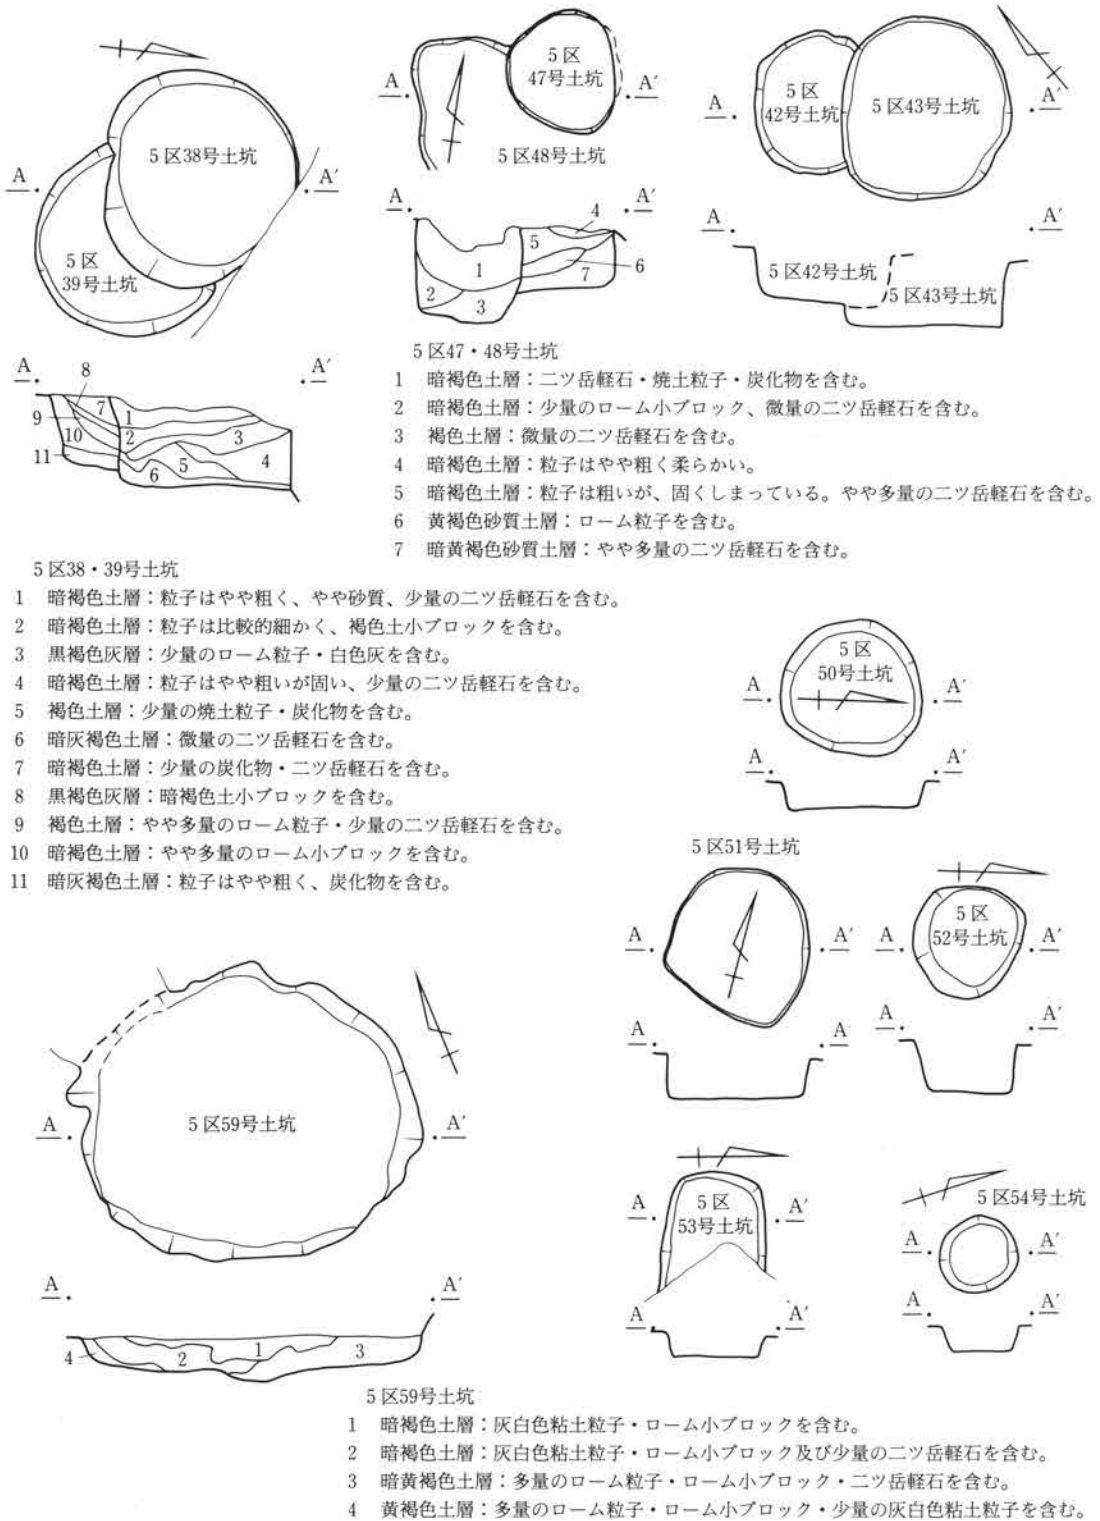 5区38号土坑
A
A′
5区
39号土坑
A
A′
8
9
7
1
10
2
3
11
5
4
6
5区
47号土坑
A
A′
5区48号土坑
A
A′
4
5
1
6
7
2
3
5区
42号土坑
5区43号土坑
A
A′
A
A′
5区42号土坑
5区43号土坑
5区47・48号土坑
1 暗褐色土層：二ツ岳軽石・焼土粒子・炭化物を含む。
2 暗褐色土層：少量のローム小ブロック、微量の二ツ岳軽石を含む。
3 褐色土層：微量の二ツ岳軽石を含む。
4 暗褐色土層：粒子はやや粗く柔らかい。
5 暗褐色土層：粒子は粗いが、固くしまっている。やや多量の二ツ岳軽石を含む。
6 黄褐色砂質土層：ローム粒子を含む。
7 暗黄褐色砂質土層：やや多量の二ツ岳軽石を含む。
5区38・39号土坑
1 暗褐色土層：粒子はやや粗く、やや砂質、少量の二ツ岳軽石を含む。
2 暗褐色土層：粒子は比較的細かく、褐色土小ブロックを含む。
3 黒褐色灰層：少量のローム粒子・白色灰を含む。
4 暗褐色土層：粒子はやや粗いが固い、少量の二ツ岳軽石を含む。
5 褐色土層：少量の焼土粒子・炭化物を含む。
6 暗灰褐色土層：微量の二ツ岳軽石を含む。
7 暗褐色土層：少量の炭化物・二ツ岳軽石を含む。
8 黒褐色灰層：暗褐色土小ブロックを含む。
9 褐色土層：やや多量のローム粒子・少量の二ツ岳軽石を含む。
10 暗褐色土層：やや多量のローム小ブロックを含む。
11 暗灰褐色土層：粒子はやや粗く、炭化物を含む。
5区
50号土坑
A
A′
A
A′
5区51号土坑
A
A′
A
A′
5区
52号土坑
A
A′
A
A′
5区59号土坑
A
A′
A
A′
4
2
1
3
5区
53号土坑
A
A′
A
A′
5区54号土坑
A
A′
A
A′
5区59号土坑
1 暗褐色土層：灰白色粘土粒子・ローム小ブロックを含む。
2 暗褐色土層：灰白色粘土粒子・ローム小ブロック及び少量の二ツ岳軽石を含む。
3 暗黄褐色土層：多量のローム粒子・ローム小ブロック・二ツ岳軽石を含む。
4 黄褐色土層：多量のローム粒子・ローム小ブロック・少量の灰白色粘土粒子を含む。